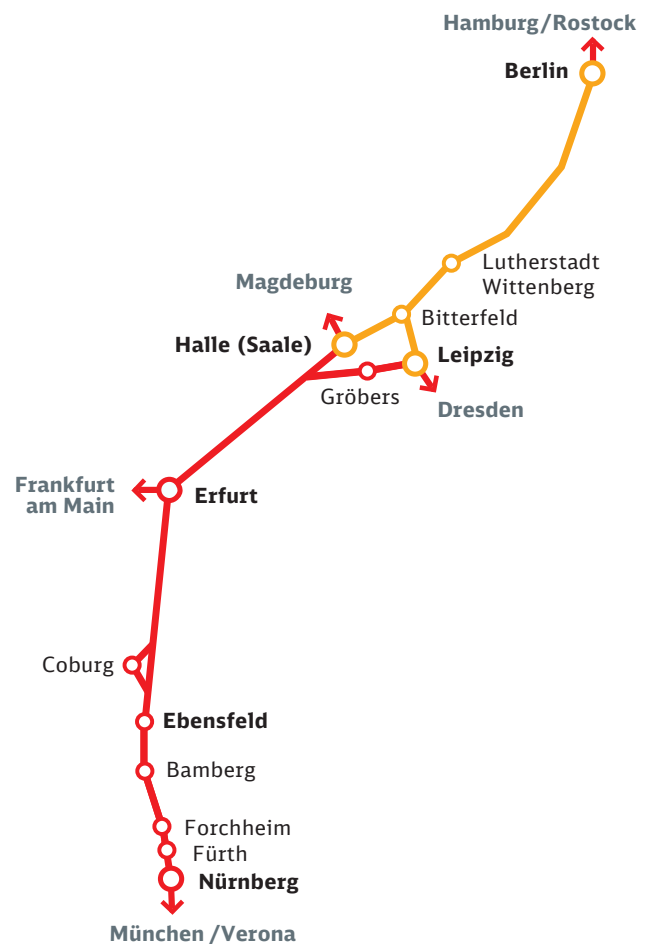 Hamburg/Rostock
Berlin
Lutherstadt
Wittenberg
Magdeburg
Bitterfeld
Halle (Saale)
Leipzig
Gröbers
Dresden
Frankfurt
am Main
Erfurt
Coburg
Ebensfeld
Bamberg
Forchheim
Fürth
Nürnberg
München /Verona